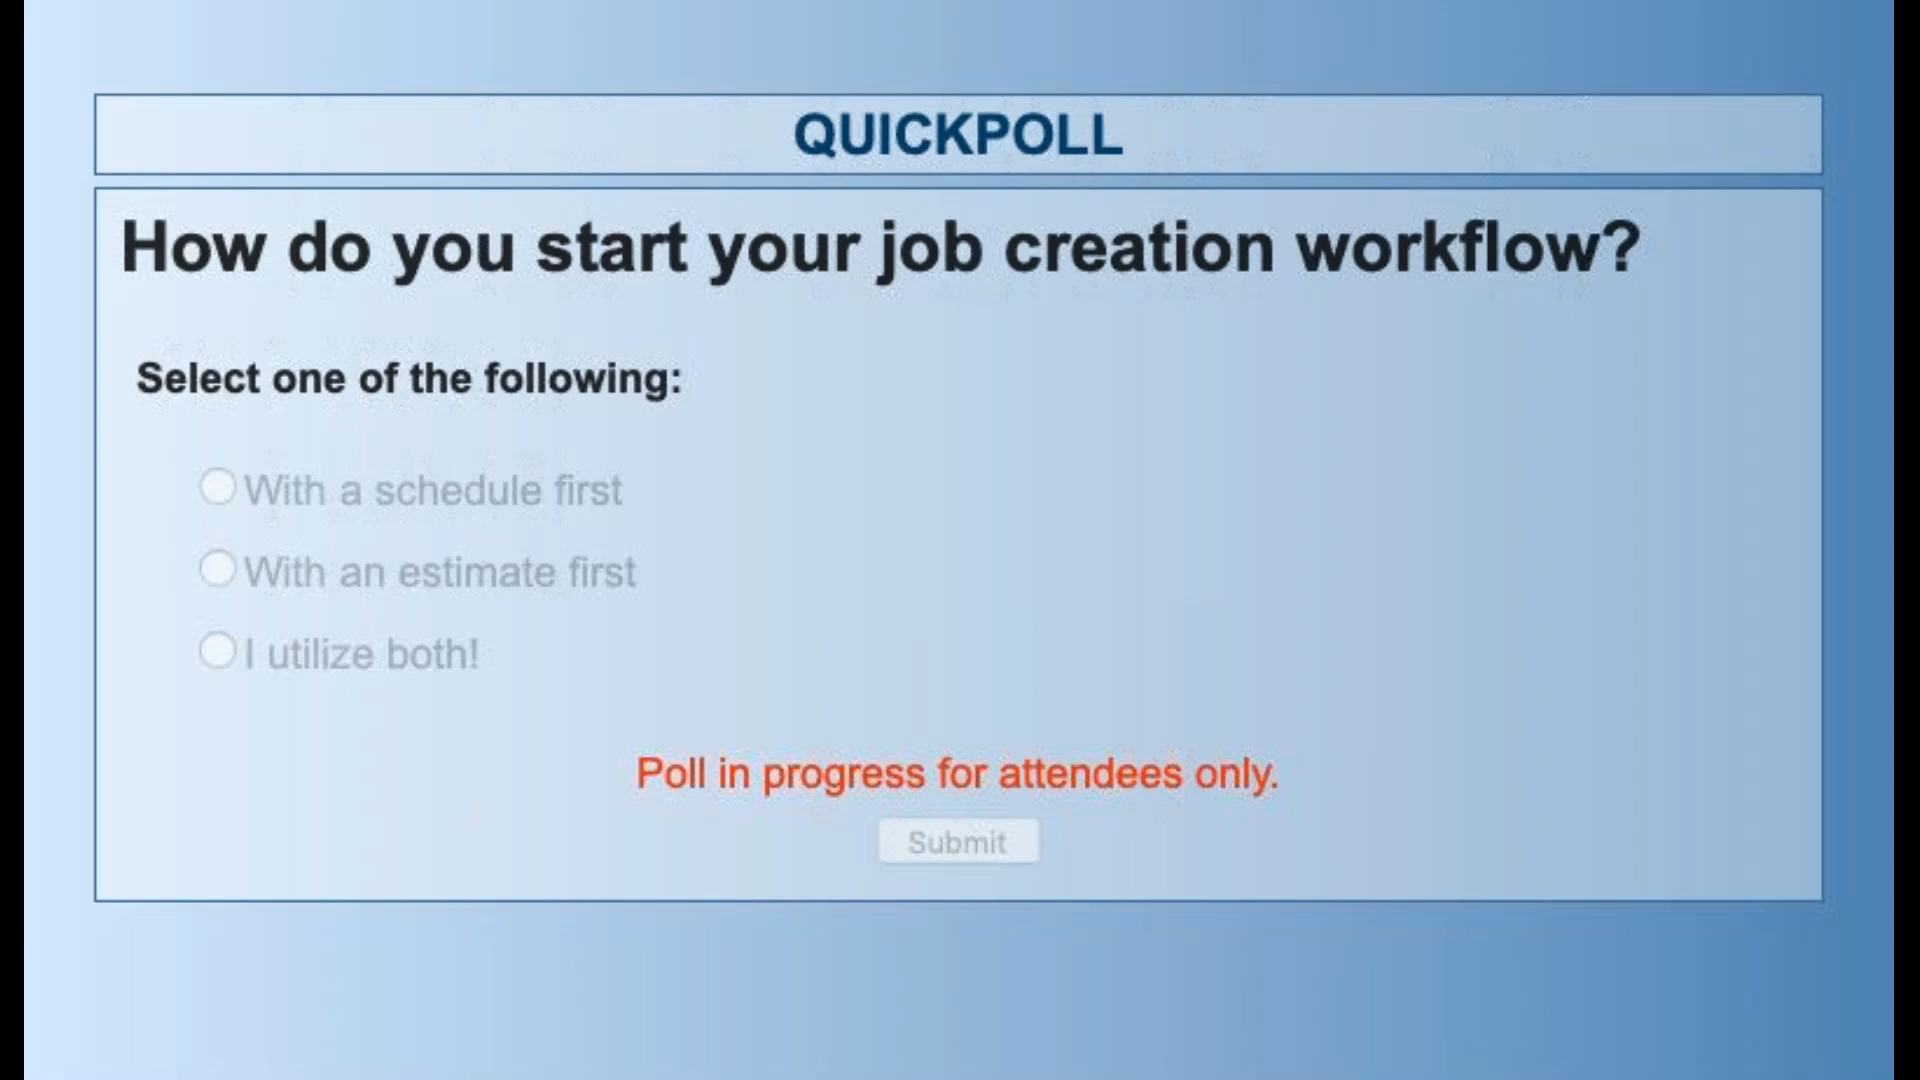 QUICKPOLL
How do you start your job creation workflow?
Select one of the following:
With a schedule first
With an estimate first
I utilize both!
Poll in progress for attendees only.
Submit